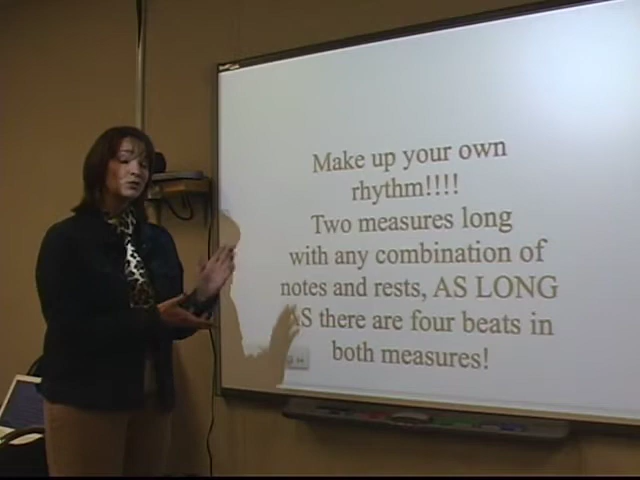 Make up your own
rhythm!!!!
Two measures long
with any combination of
notes and rests, AS LONG
AS there are four beats in
both measures!